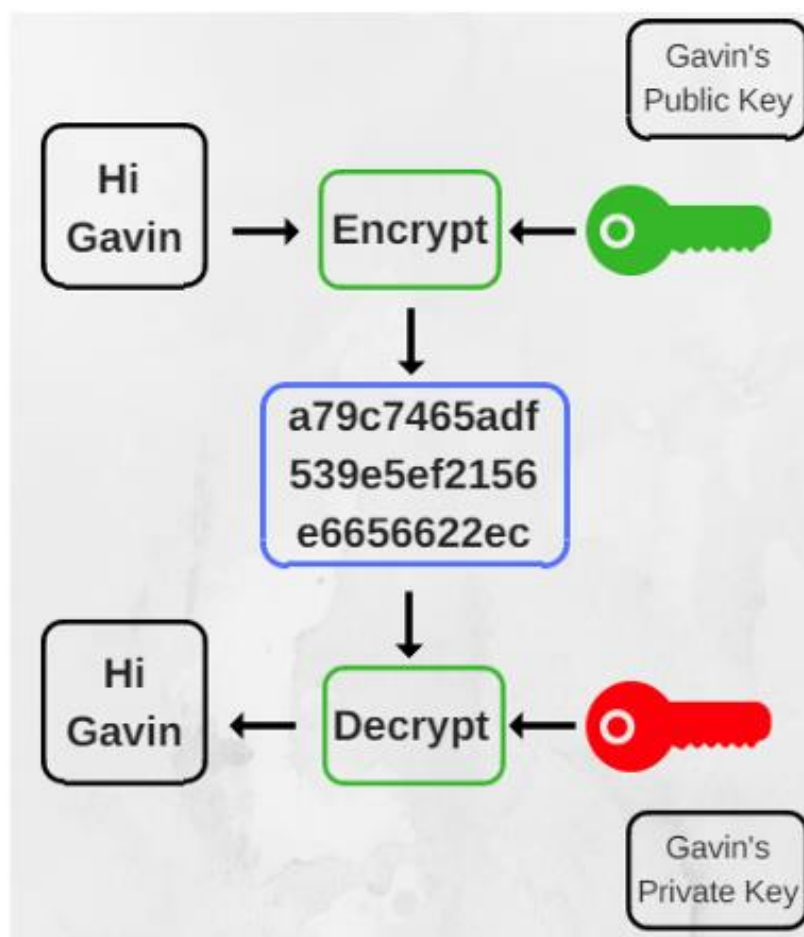 Gavin's
Public Key
Hi
Gavin
Encrypt
a79c7465adf
539e5ef2156
e6656622ec
Hi
Gavin
Decrypt
Gavin's
Private Key